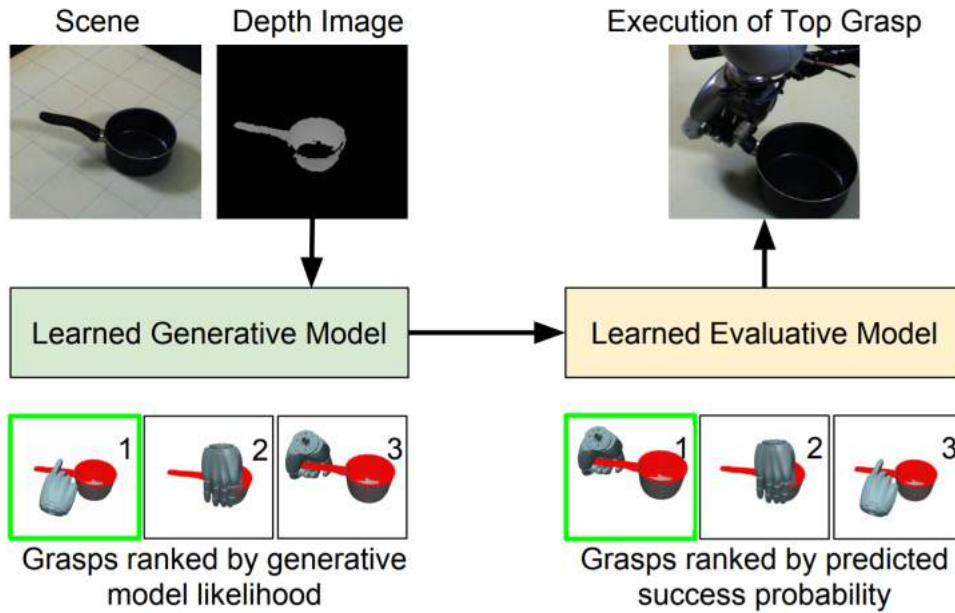 Scene
Depth Image
Execution of Top Grasp
Learned Generative Model
Learned Evaluative Model
1
2
3
Grasps ranked by generative
model likelihood
1
2
3
Grasps ranked by predicted
success probability